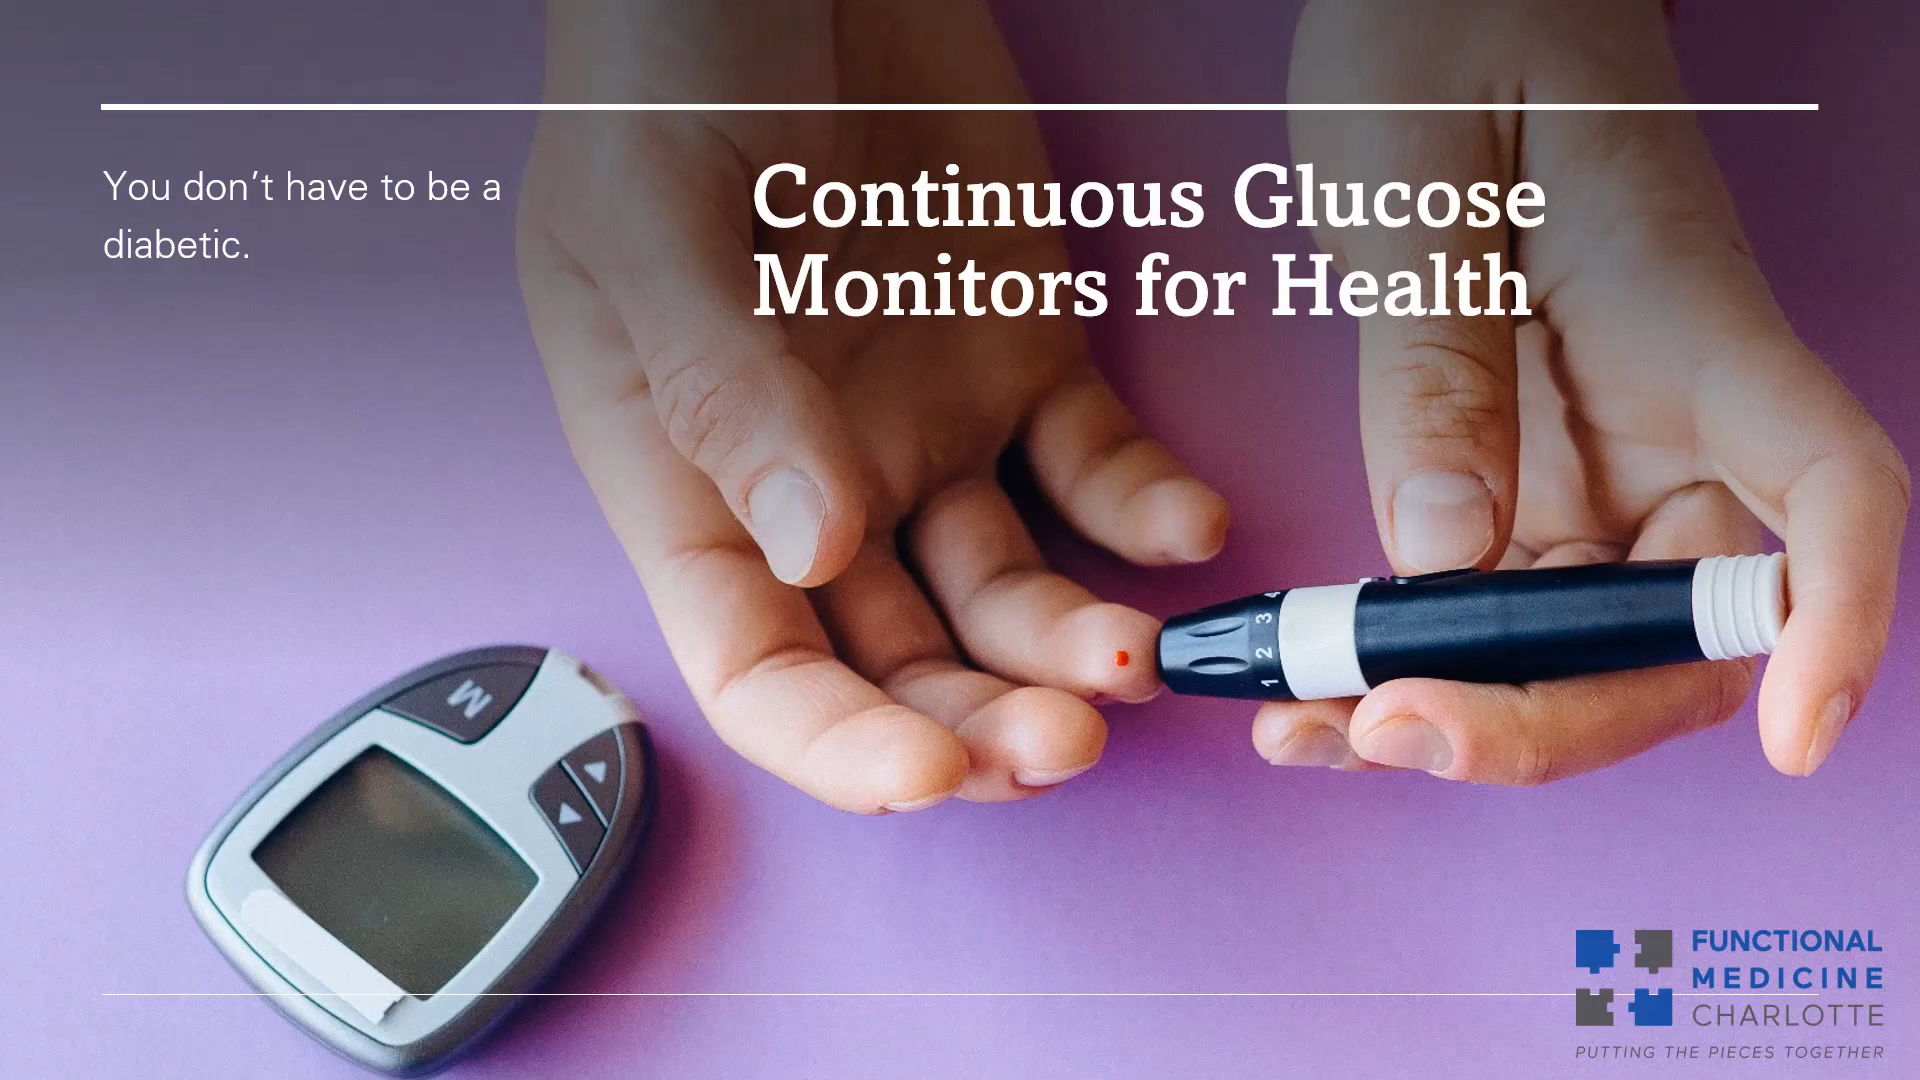 You don’t have to be a
diabetic.
Continuous Glucose
Monitors for Health
M
4
3
2
1
FUNCTIONAL
MEDICINE
CHARLOTTE
PUTTING THE PIECES TOGETHER